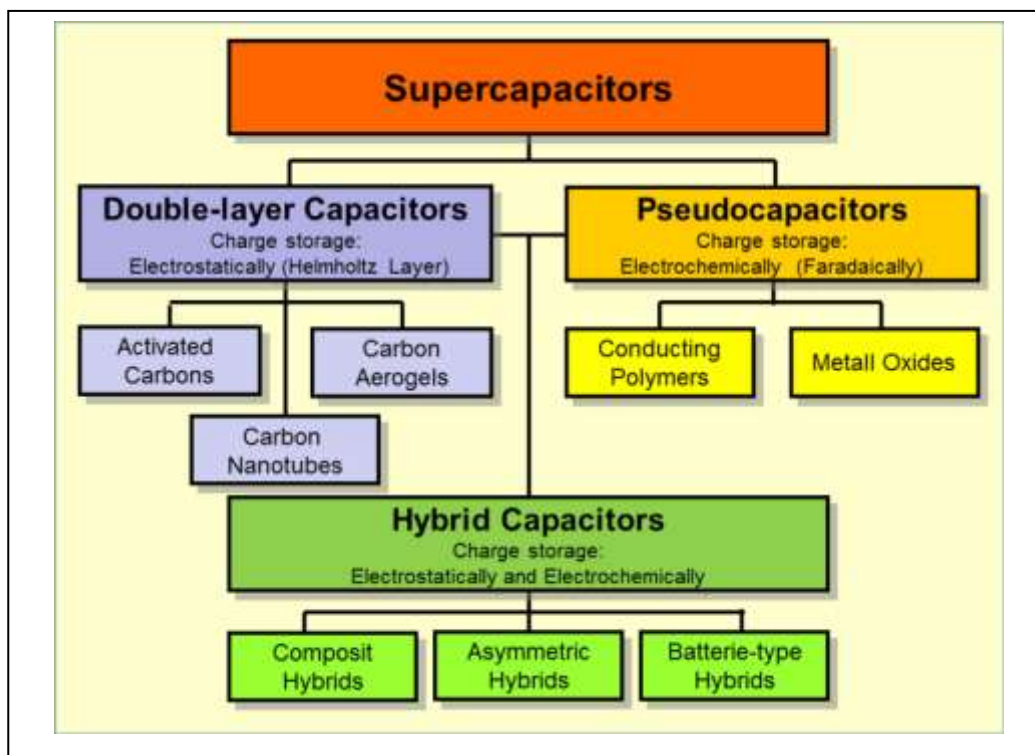 Supercapacitors
Double-layer Capacitors
Charge storage:
Electrostatically (Helmholtz Layer)
Pseudocapacitors
Charge storage:
Electrochemically (Faradaically)
Activated
Carbons
Carbon
Aerogels
Conducting
Polymers
Metall Oxides
Carbon
Nanotubes
Hybrid Capacitors
Charge storage:
Electrostatically and Electrochemically
Composit
Hybrids
Asymmetric
Hybrids
Batterie-type
Hybrids